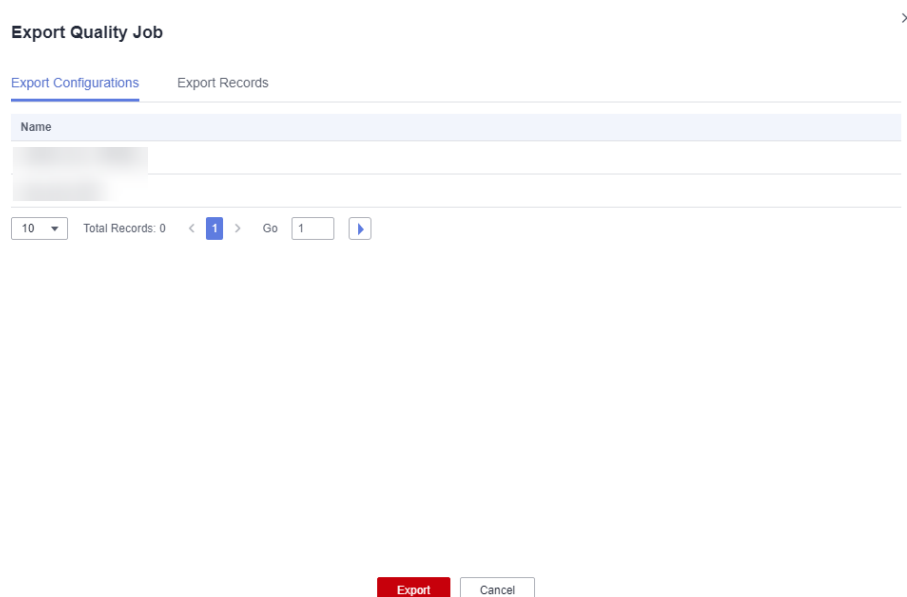 Export Quality Job
Export Configurations Export Records
Name
10 Total Records: 0 < 1 > Go 1
Export Cancel